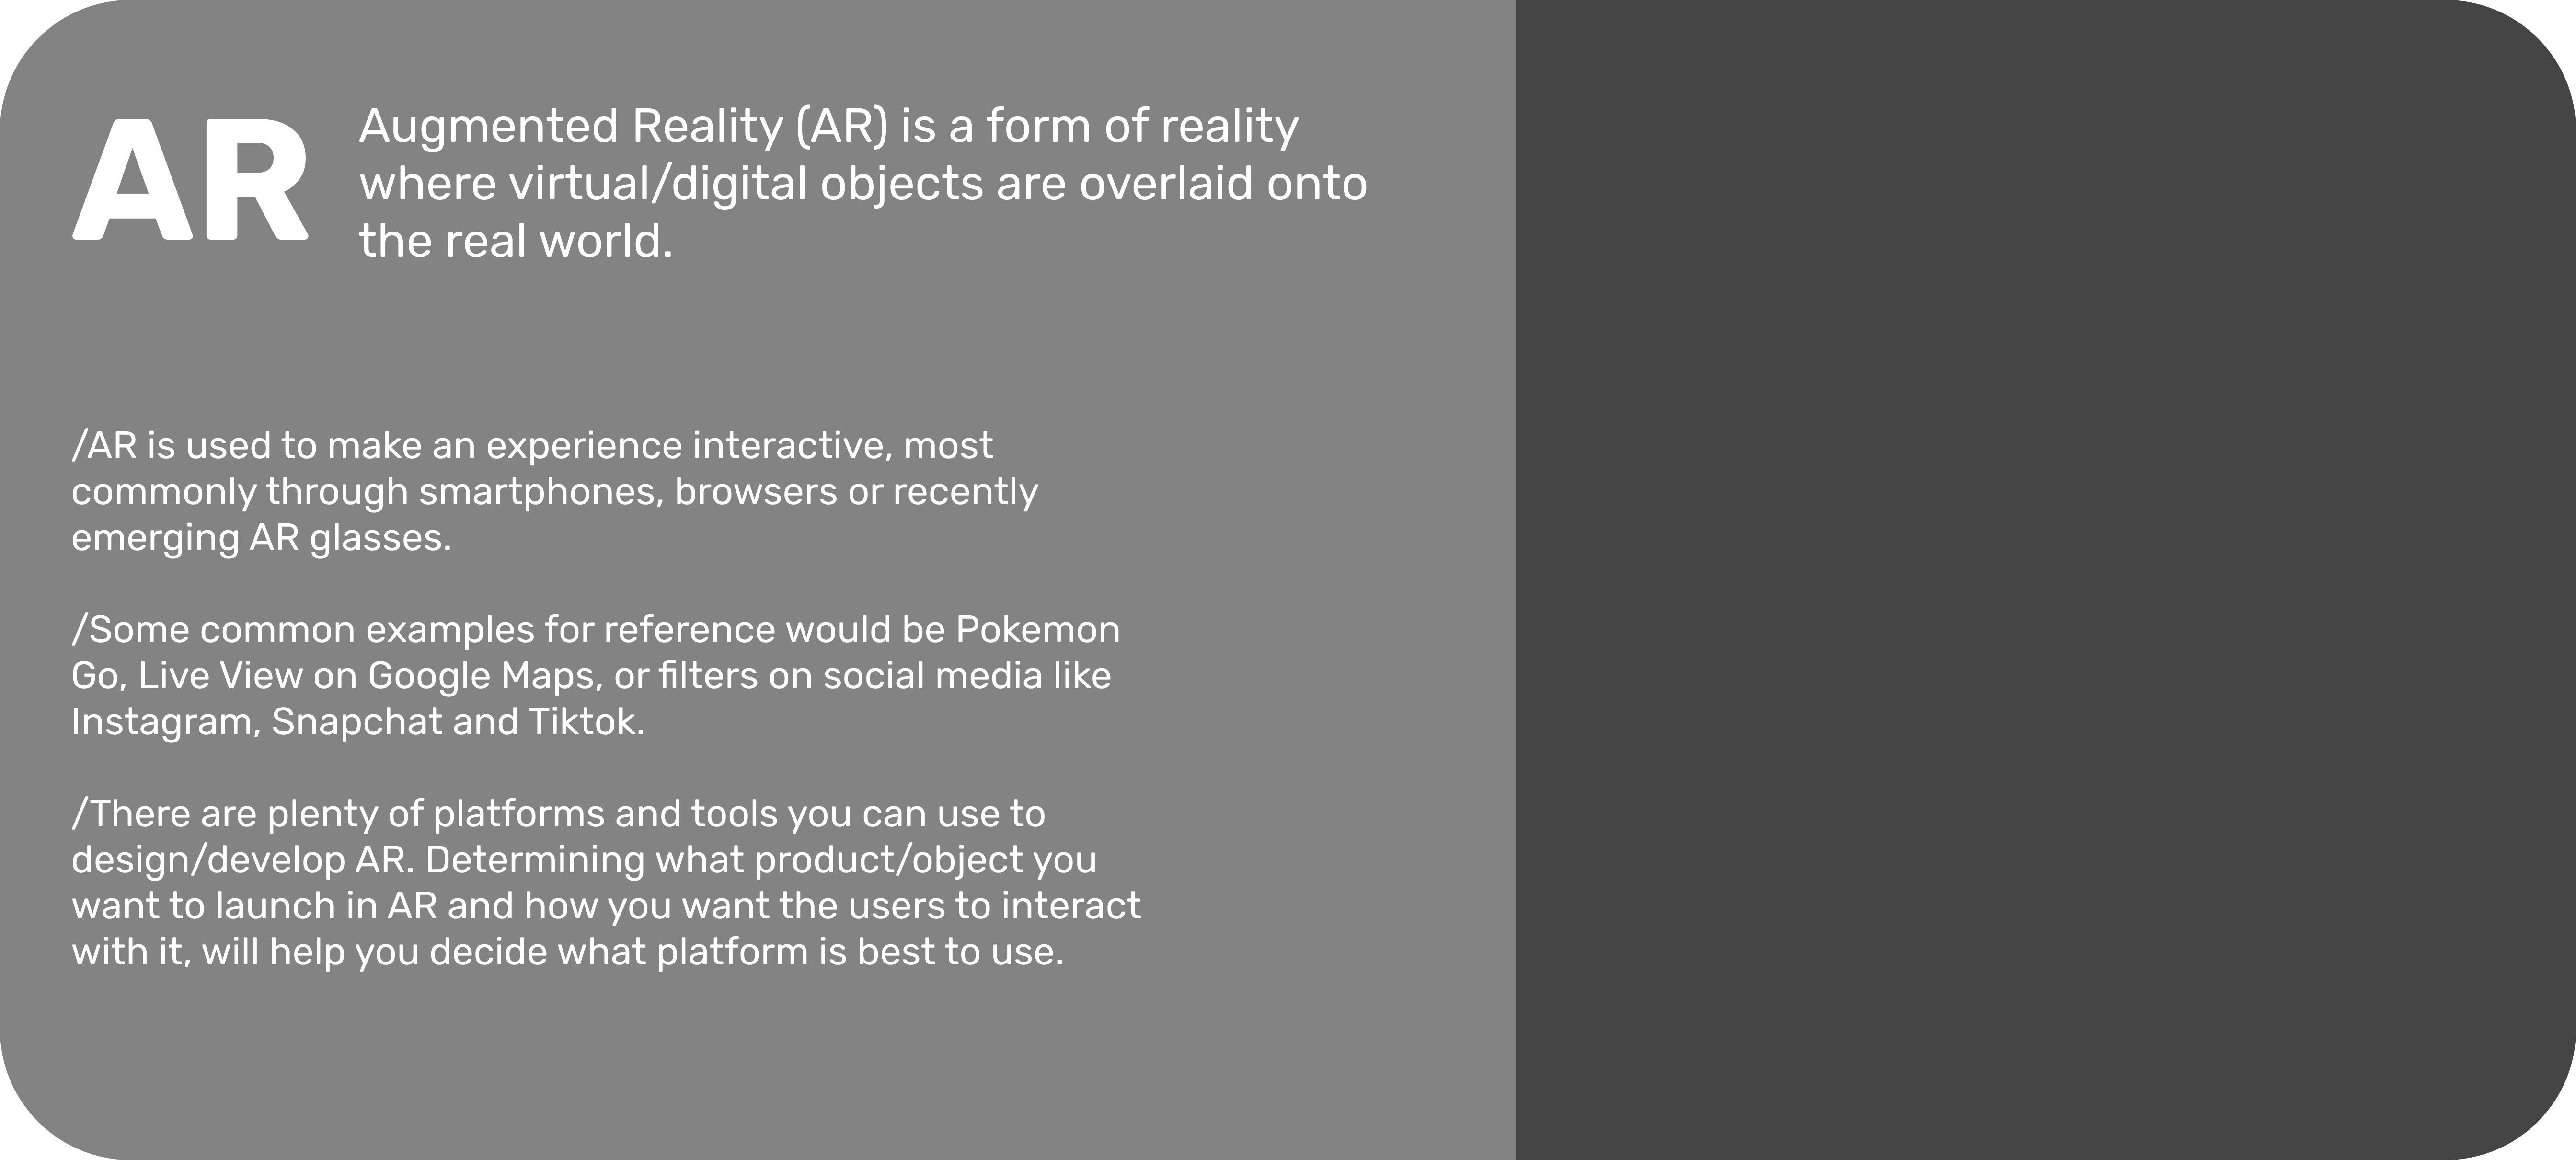 AR
Augmented Reality (AR) is a form of reality
where virtual/digital objects are overlaid onto
the real world.
/AR is used to make an experience interactive, most
commonly through smartphones, browsers or recently
emerging AR glasses.
/Some common examples for reference would be Pokemon
Go, Live View on Google Maps, or filters on social media like
Instagram, Snapchat and Tiktok.
/There are plenty of platforms and tools you can use to
design/develop AR. Determining what product/object you
want to launch in AR and how you want the users to interact
with it, will help you decide what platform is best to use.